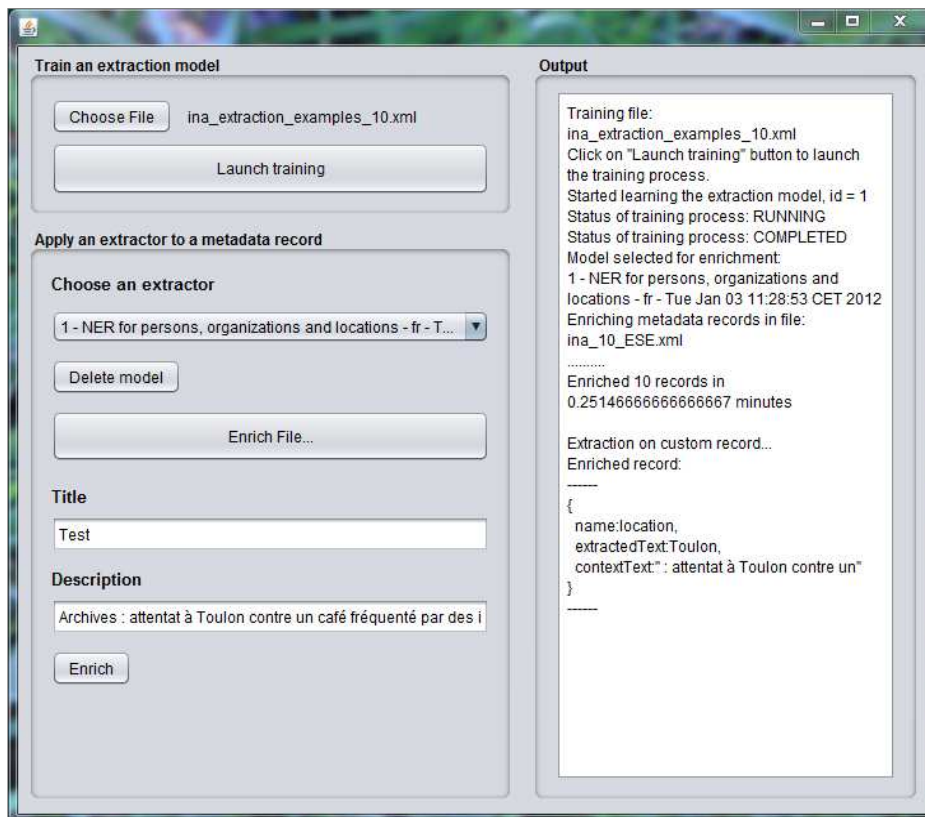 Train an extraction model
Choose File
ina_extraction_examples_10.xml
Launch training
Apply an extractor to a metadata record
Choose an extractor
1 - NER for persons, organizations and locations - fr - T...
Delete model
Enrich File...
Title
Test
Description
Archives : attentat à Toulon contre un café fréquenté par des i
Enrich
Output
Training file:
ina_extraction_examples_10.xml
Click on "Launch training" button to launch
the training process.
Started learning the extraction model, id = 1
Status of training process: RUNNING
Status of training process: COMPLETED
Model selected for enrichment:
1 - NER for persons, organizations and
locations - fr - Tue Jan 03 11:28:53 CET 2012
Enriching metadata records in file:
ina_10_ESE.xml
..........
Enriched 10 records in
0.25146666666666667 minutes
Extraction on custom record...
Enriched record:
------
{
name:location,
extractedText:Toulon,
contextText:" : attentat à Toulon contre un"
}
------